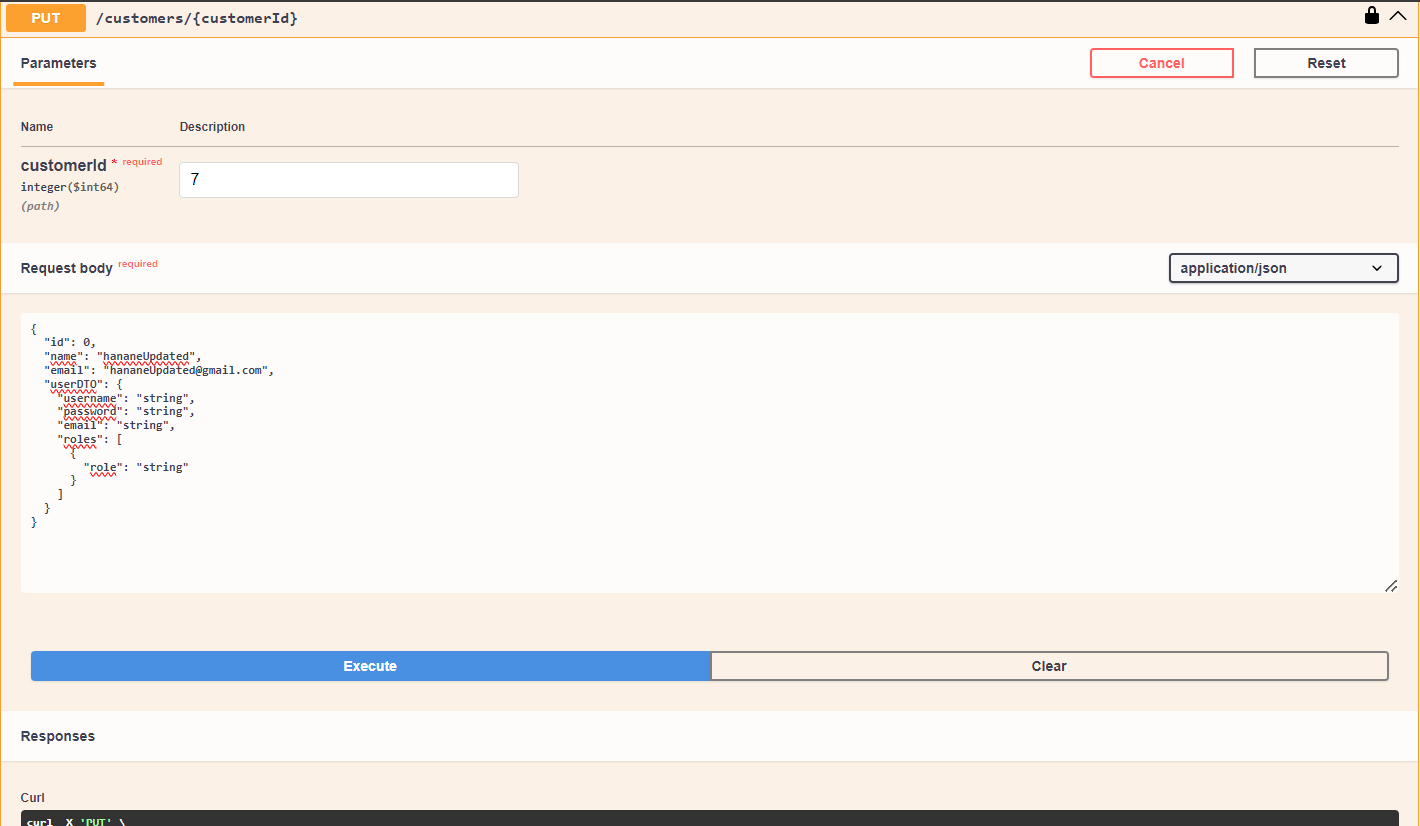 PUT /customers/{customerId}
Parameters
Cancel
Reset
Name Description
customerId * required
7
integer($int64)
(path)
Request body required
application/json
{
  "id": 0,
  "name": "hananeUpdated",
  "email": "hananeUpdated@gmail.com",
  "userDTO": {
    "username": "string",
    "password": "string",
    "email": "string",
    "roles": [
      {
        "role": "string"
      }
    ]
  }
}
Execute
Clear
Responses
Curl
curl -X 'PUT' \